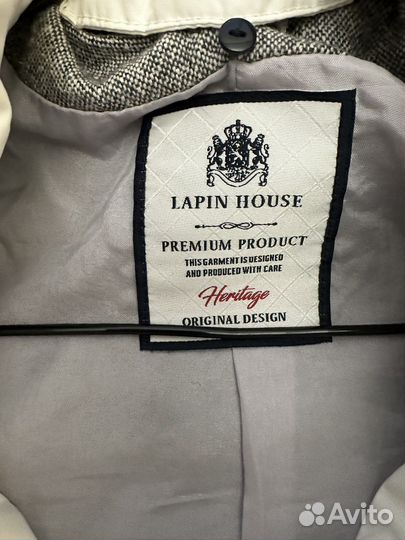 LAPIN HOUSE
PREMIUM PRODUCT
THIS GARMENT IS DESIGNED
AND PRODUCED WITH CARE
Heritage
ORIGINAL DESIGN
Avito